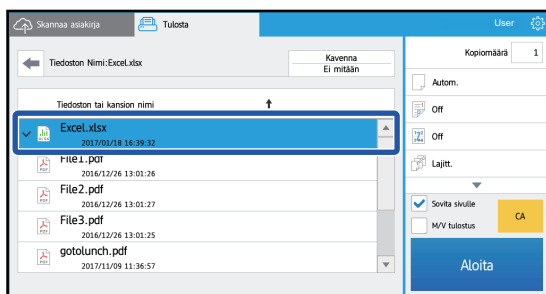 Skannaa asiakirja
Tulosta
User
Tiedoston Nimi:Excel.xlsx
Kavenna
Ei mitään
Kopiomäärä 1
Tiedoston tai kansion nimi
Excel.xlsx
2017/01/18 16:39:32
File1.pdf
2016/12/26 13:01:26
File2.pdf
2016/12/26 13:01:27
File3.pdf
2016/12/26 13:01:25
gotolunch.pdf
2017/11/09 11:36:57
Autom.
Off
Off
Lajitt.
Sovita sivulle
M/V tulostus
CA
Aloita